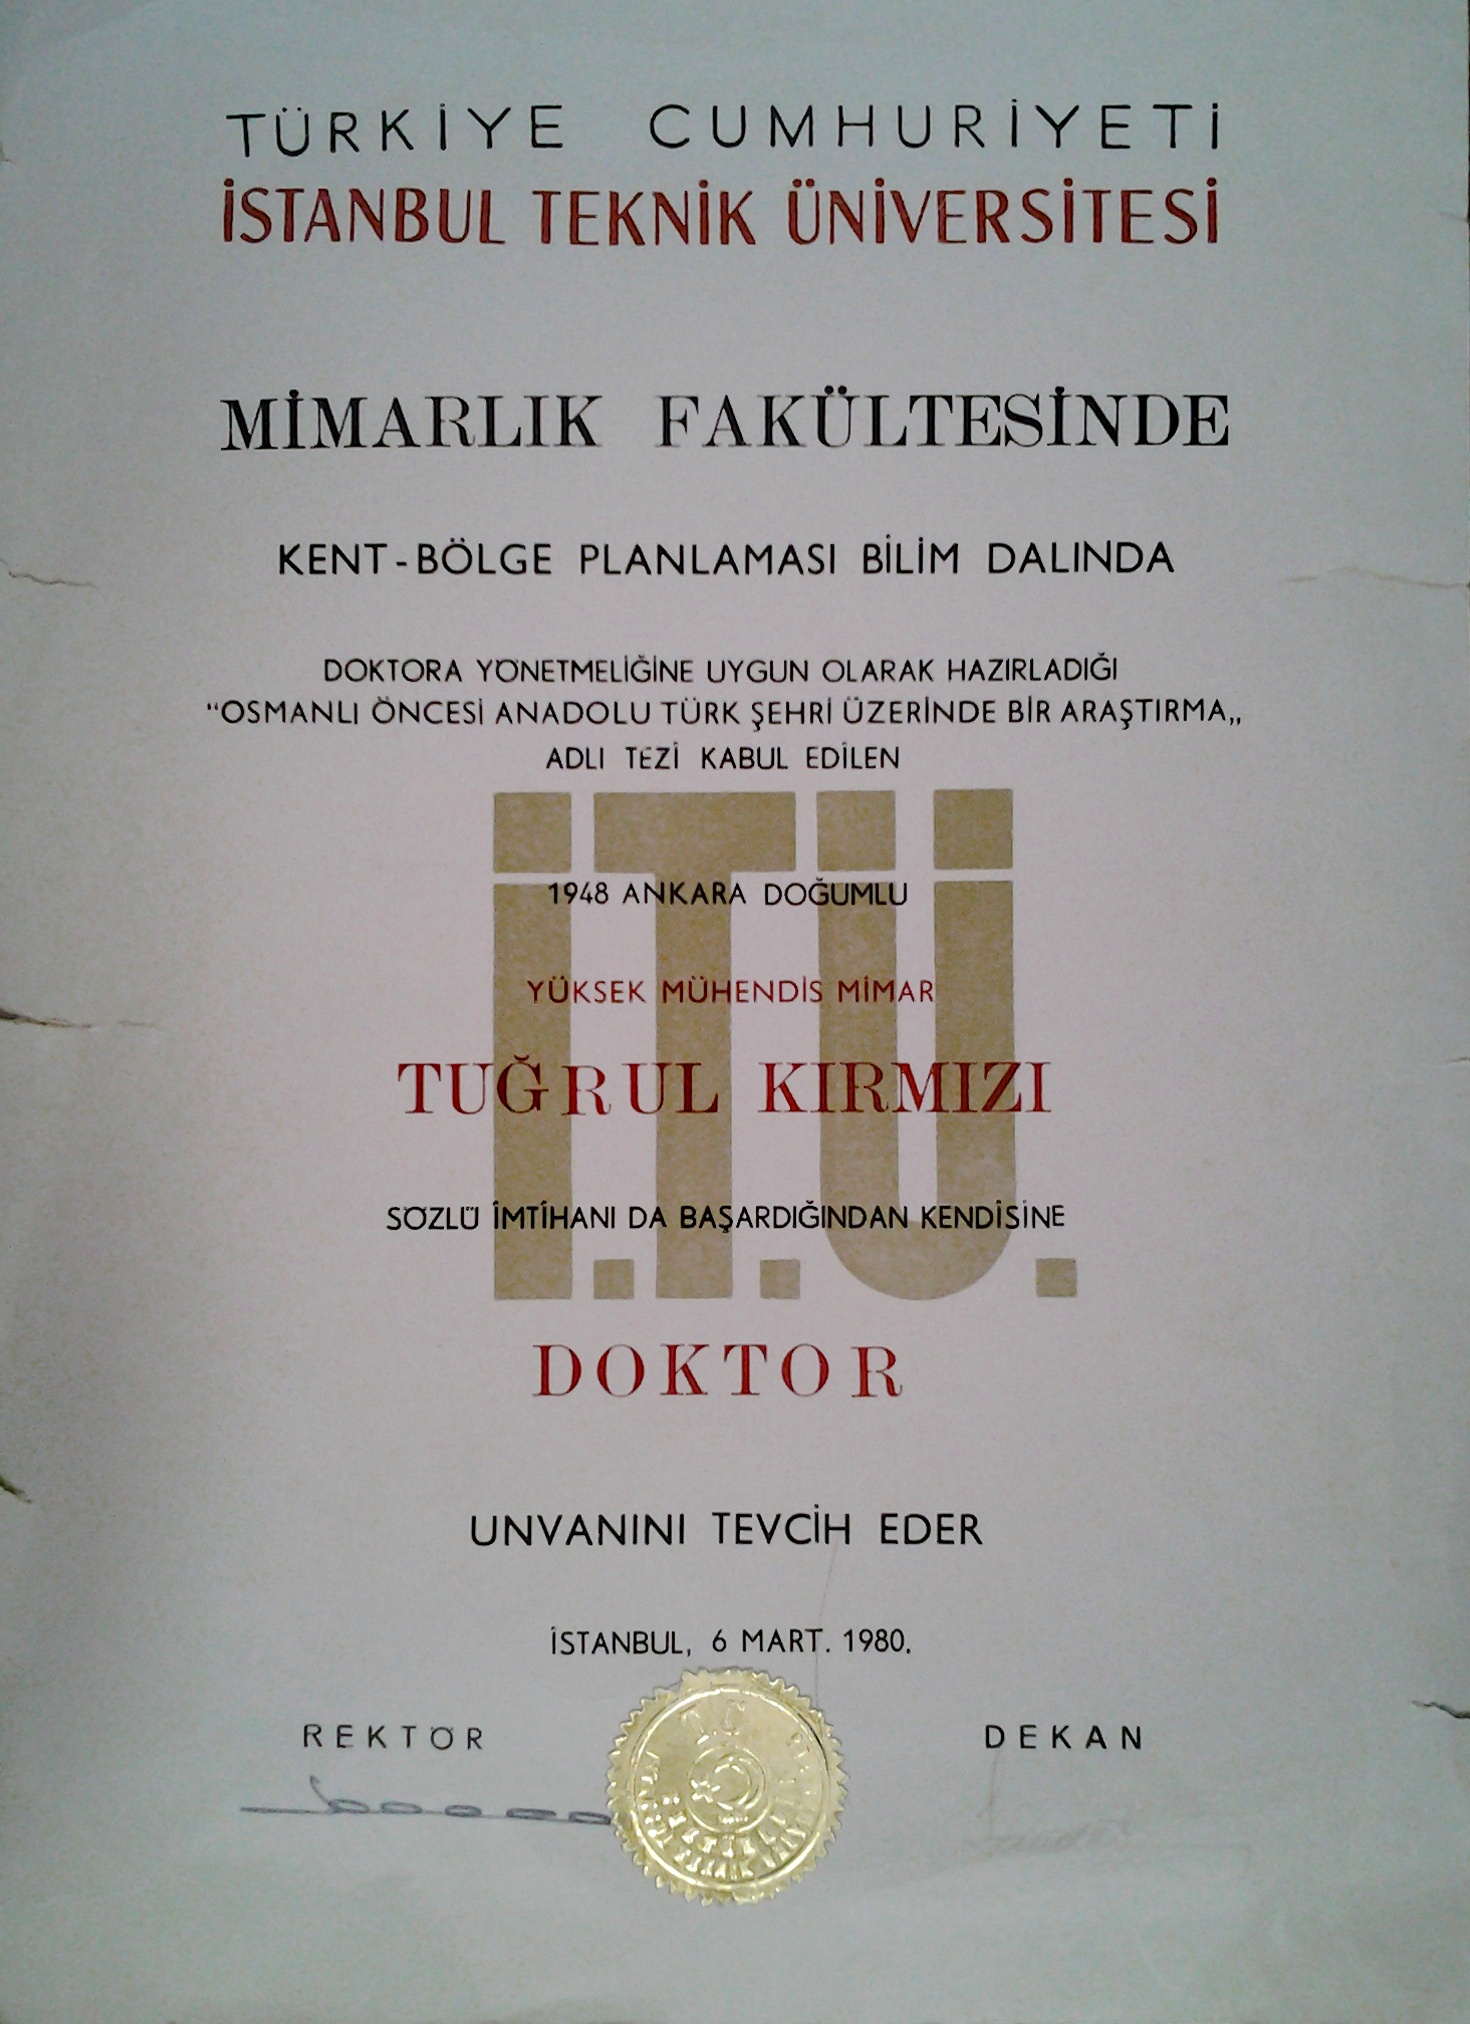 TÜRKİYE CUMHURİYETİ
İSTANBUL TEKNİK ÜNİVERSİTESİ
MİMARLIK FAKÜLTESİNDE
KENT-BÖLGE PLANLAMASI BİLİM DALINDA
DOKTORA YÖNETMELİĞİNE UYGUN OLARAK HAZIRLADIĞI
“OSMANLI ÖNCESİ ANADOLU TÜRK ŞEHRİ ÜZERİNDE BİR ARAŞTIRMA„
ADLI TEZİ KABUL EDİLEN
İ.T.Ü.
1948 ANKARA DOĞUMLU
YÜKSEK MÜHENDİS MİMAR
TUĞRUL KIRMIZI
SÖZLÜ İMTİHANI DA BAŞARDIĞINDAN KENDİSİNE
DOKTOR
UNVANINI TEVCİH EDER
İSTANBUL, 6 MART. 1980.
REKTÖR DEKAN
T.C.